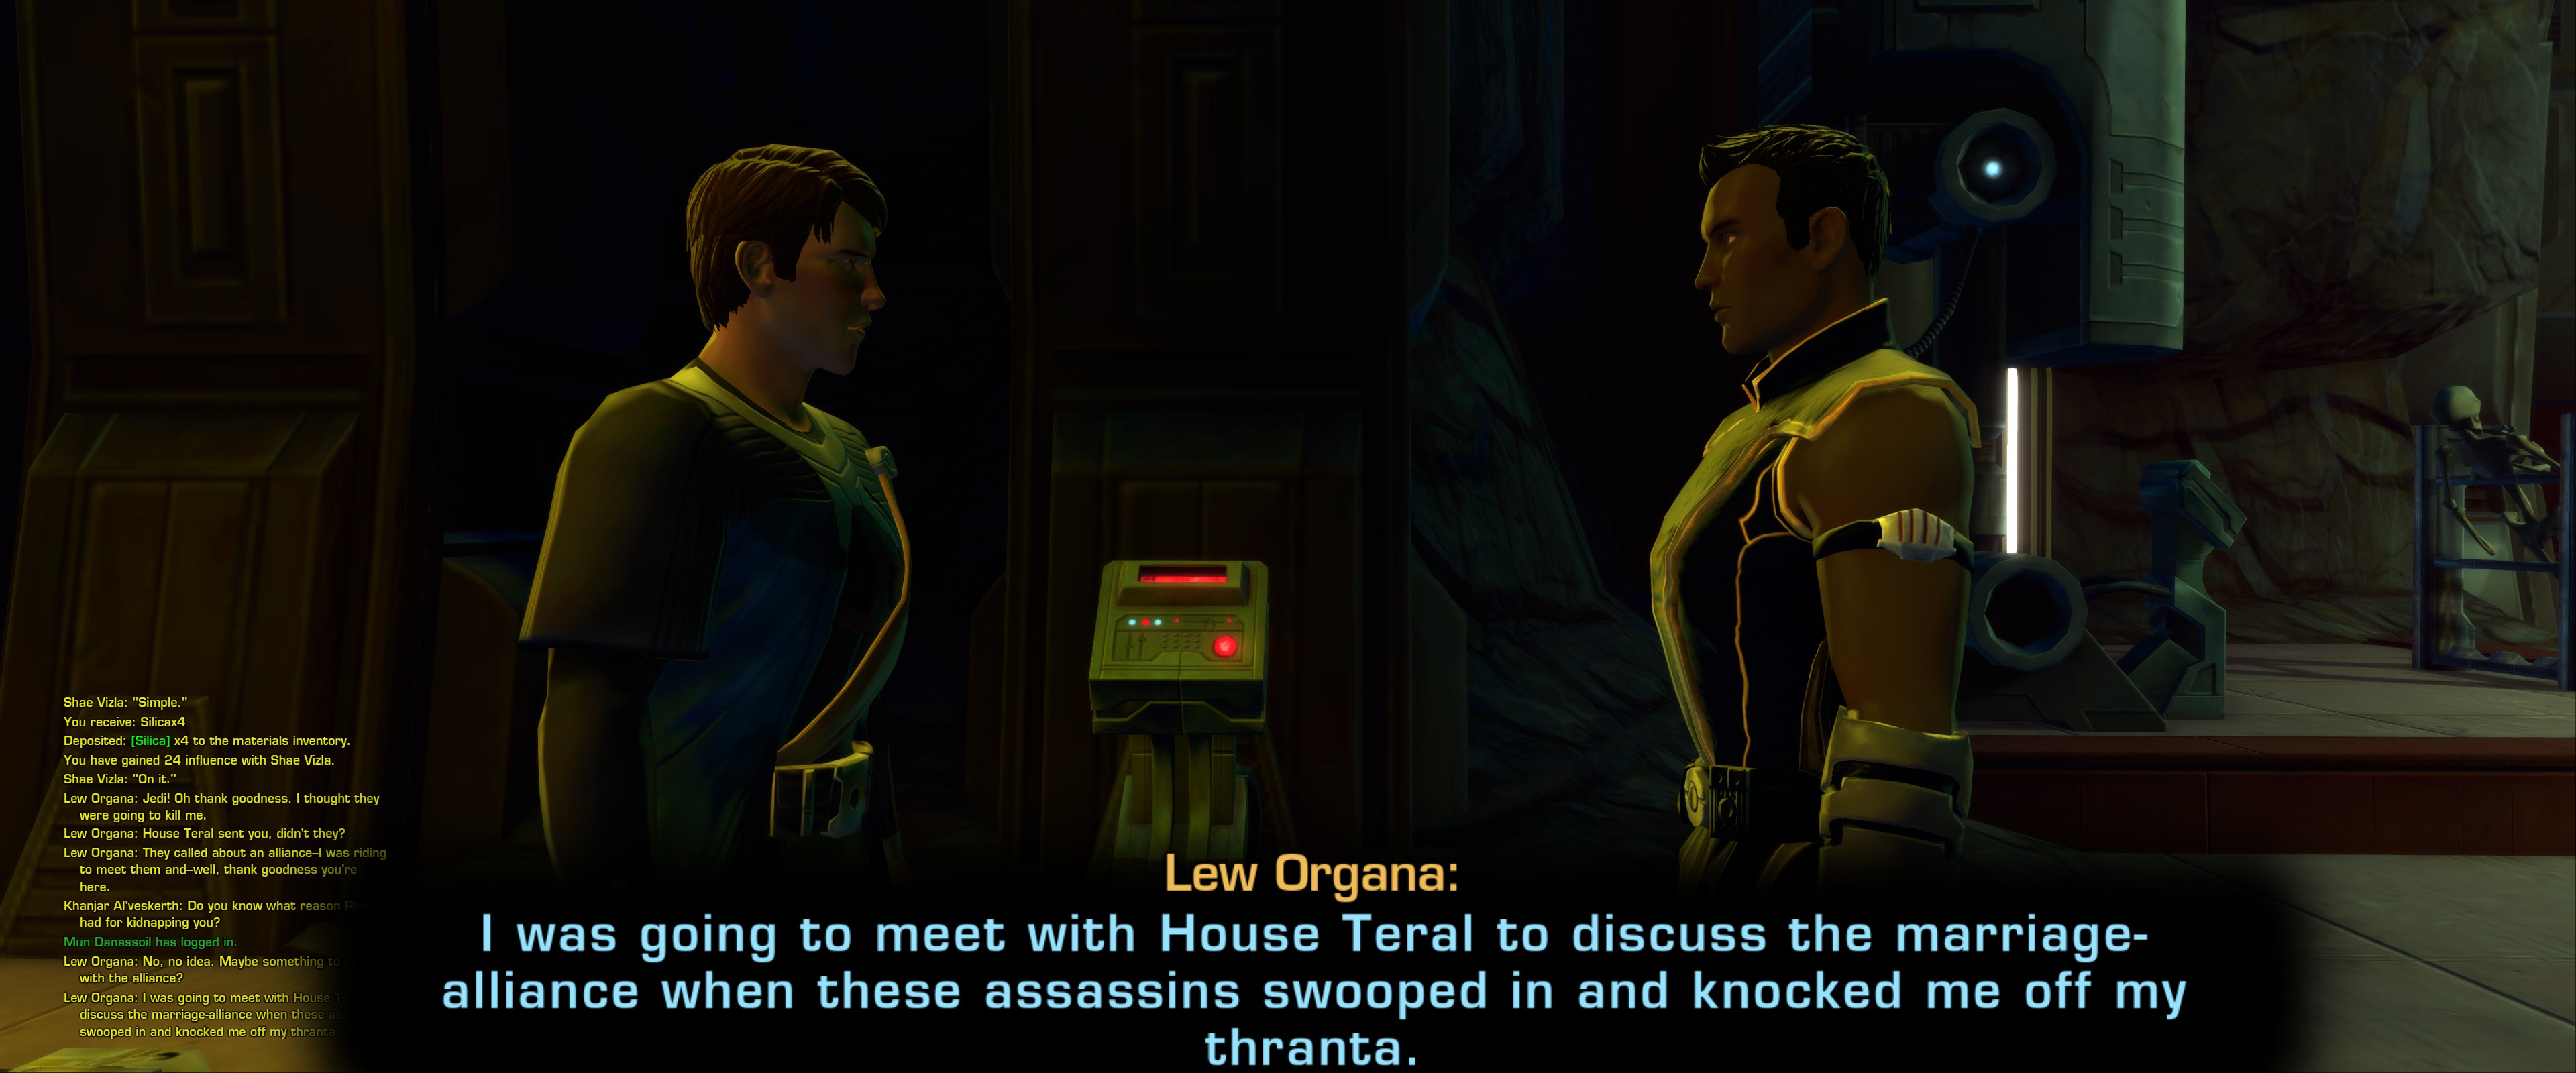 Shae Vizla: "Simple."
You receive: Silicax4
Deposited: [Silica] x4 to the materials inventory.
You have gained 24 influence with Shae Vizla.
Shae Vizla: "On it."
Lew Organa: Jedi! Oh thank goodness. I thought they
were going to kill me.
Lew Organa: House Teral sent you, didn't they?
Lew Organa: They called about an alliance–I was riding
to meet them and–well, thank goodness you're
here.
Khanjar Al'veskerth: Do you know what reason
had for kidnapping you?
Mun Danassoil has logged in.
Lew Organa: No, no idea. Maybe something to
with the alliance?
Lew Organa: I was going to meet with House
discuss the marriage-alliance when these
swooped in and knocked me off my thranta.
Lew Organa:
I was going to meet with House Teral to discuss the marriage-
alliance when these assassins swooped in and knocked me off my
thranta.